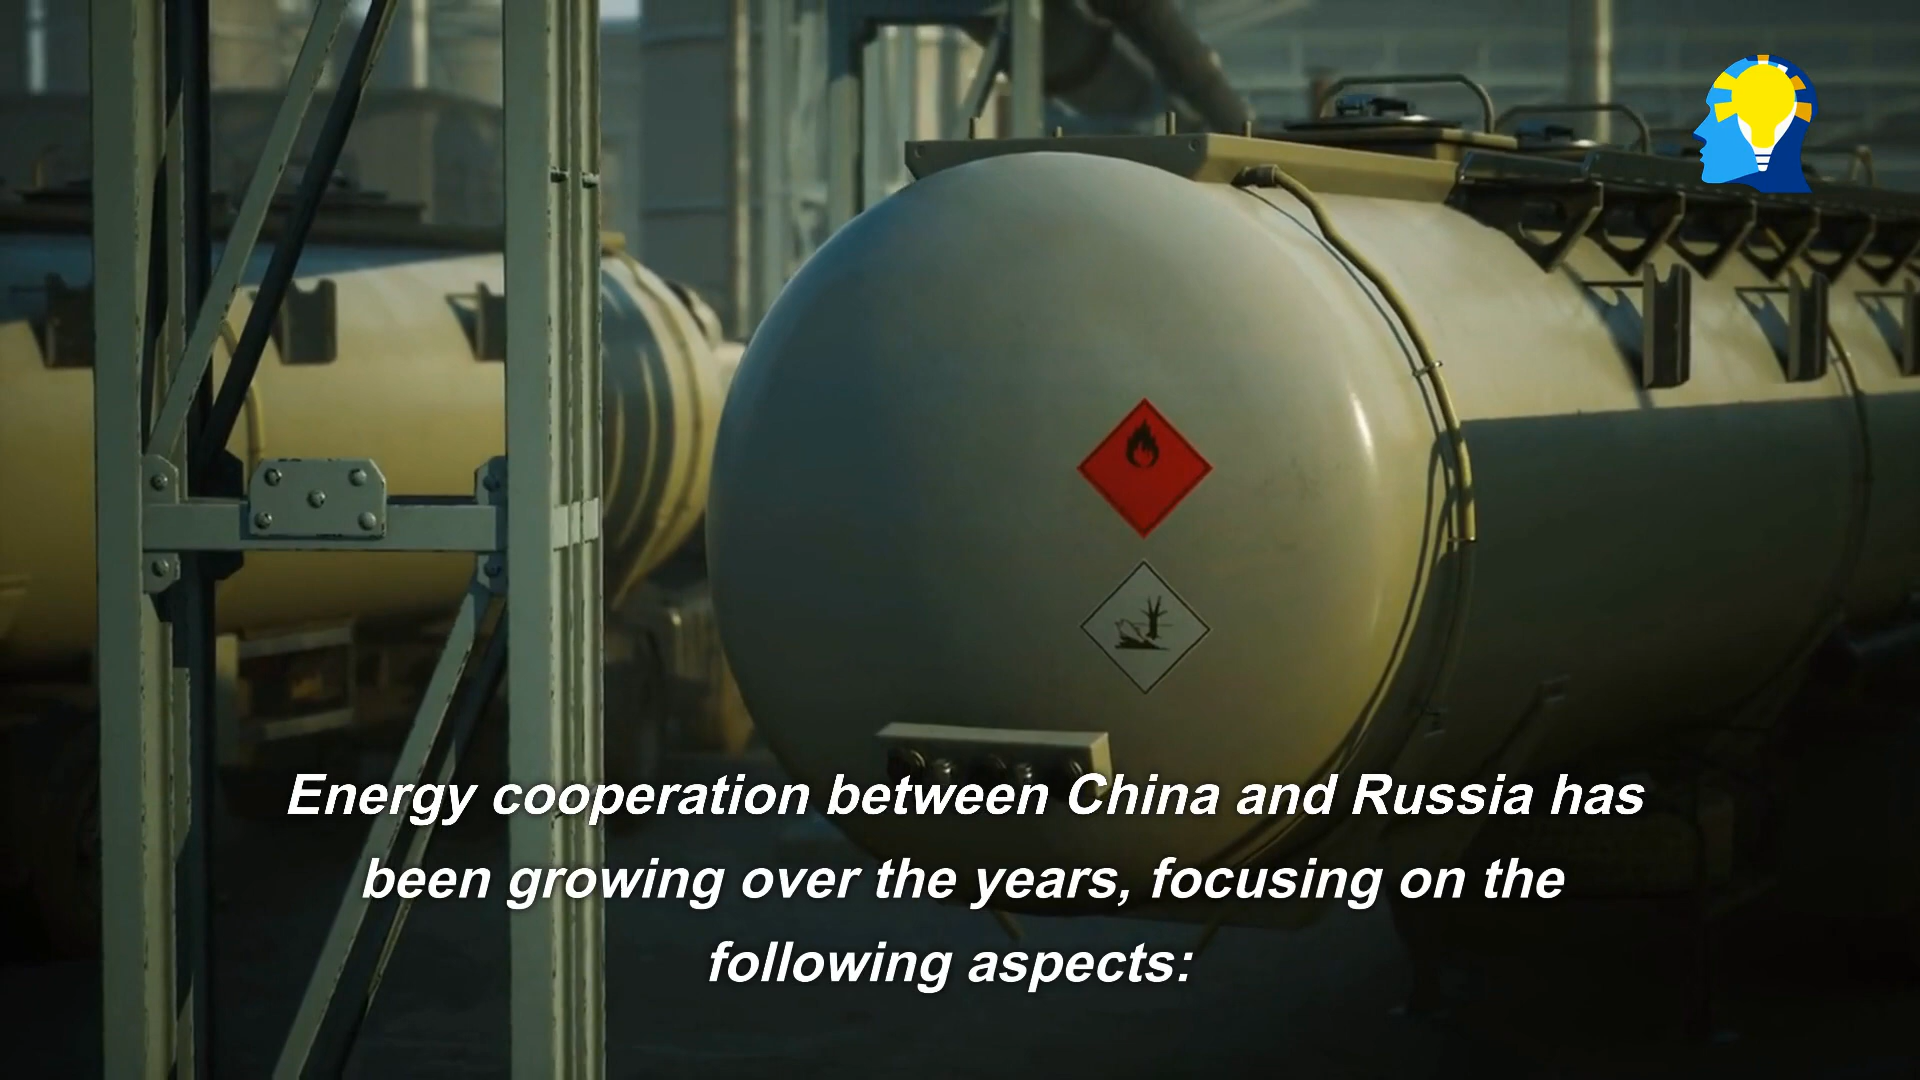 Energy cooperation between China and Russia has
been growing over the years, focusing on the
following aspects: